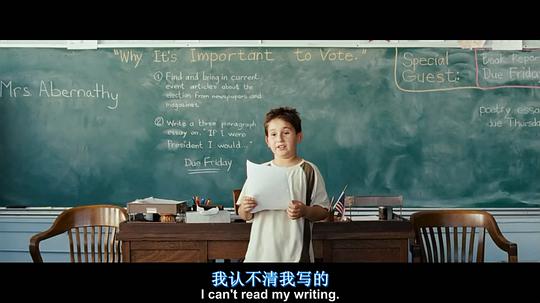 "Why It's Important to Vote."
Mrs Abernathy
① Find and bring in current
event articles about the
election from newspapers and
magazines.
② Write a three paragraph
essay on: "If I were
President I would..."
Due Friday
Special
Guest:
Book Report
Due Friday
poetry essa
due Thursda
我认不清我写的
I can't read my writing.